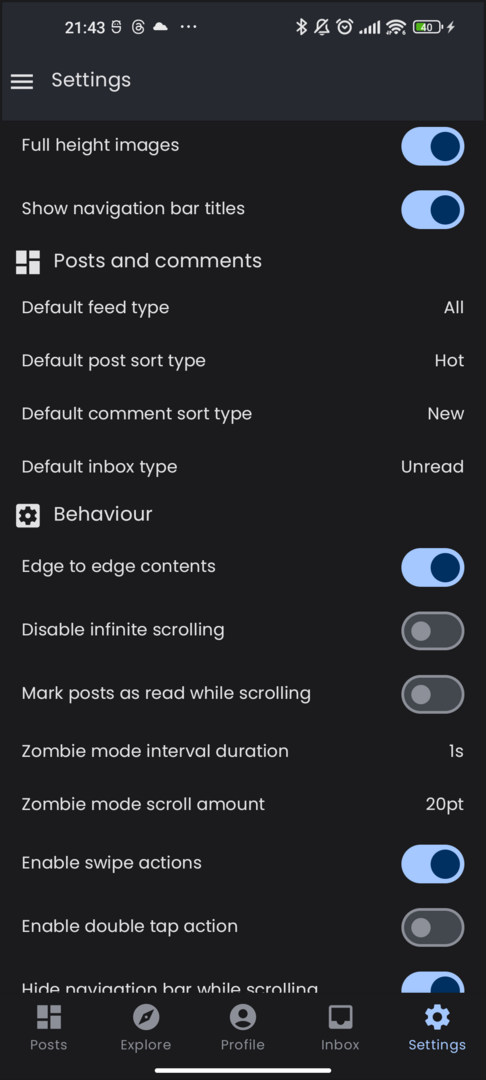 21:43
40
Settings
Full height images
Show navigation bar titles
Posts and comments
Default feed type All
Default post sort type Hot
Default comment sort type New
Default inbox type Unread
Behaviour
Edge to edge contents
Disable infinite scrolling
Mark posts as read while scrolling
Zombie mode interval duration 1s
Zombie mode scroll amount 20pt
Enable swipe actions
Enable double tap action
Hide navigation bar while scrolling
Posts Explore Profile Inbox Settings